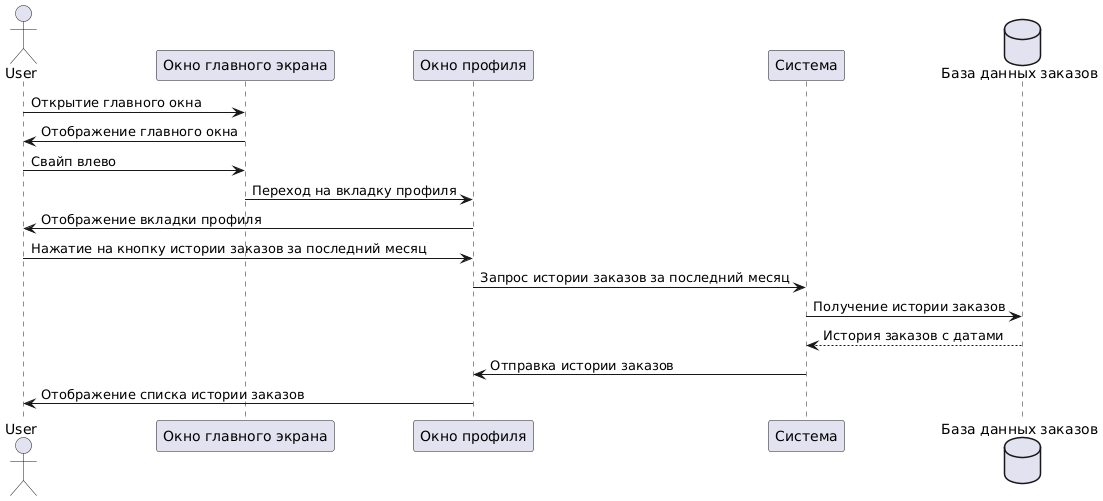 User
Окно главного экрана
Окно профиля
Система
База данных заказов
Открытие главного окна
Отображение главного окна
Свайп влево
Переход на вкладку профиля
Отображение вкладки профиля
Нажатие на кнопку истории заказов за последний месяц
Запрос истории заказов за последний месяц
Получение истории заказов
История заказов с датами
Отправка истории заказов
Отображение списка истории заказов
User
Окно главного экрана
Окно профиля
Система
База данных заказов